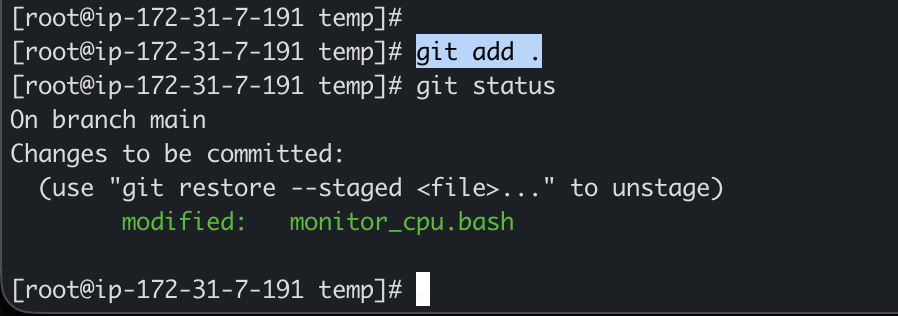 [root@ip-172-31-7-191 temp]#
[root@ip-172-31-7-191 temp]# git add .
[root@ip-172-31-7-191 temp]# git status
On branch main
Changes to be committed:
  (use "git restore --staged <file>..." to unstage)
        modified:   monitor_cpu.bash

[root@ip-172-31-7-191 temp]#